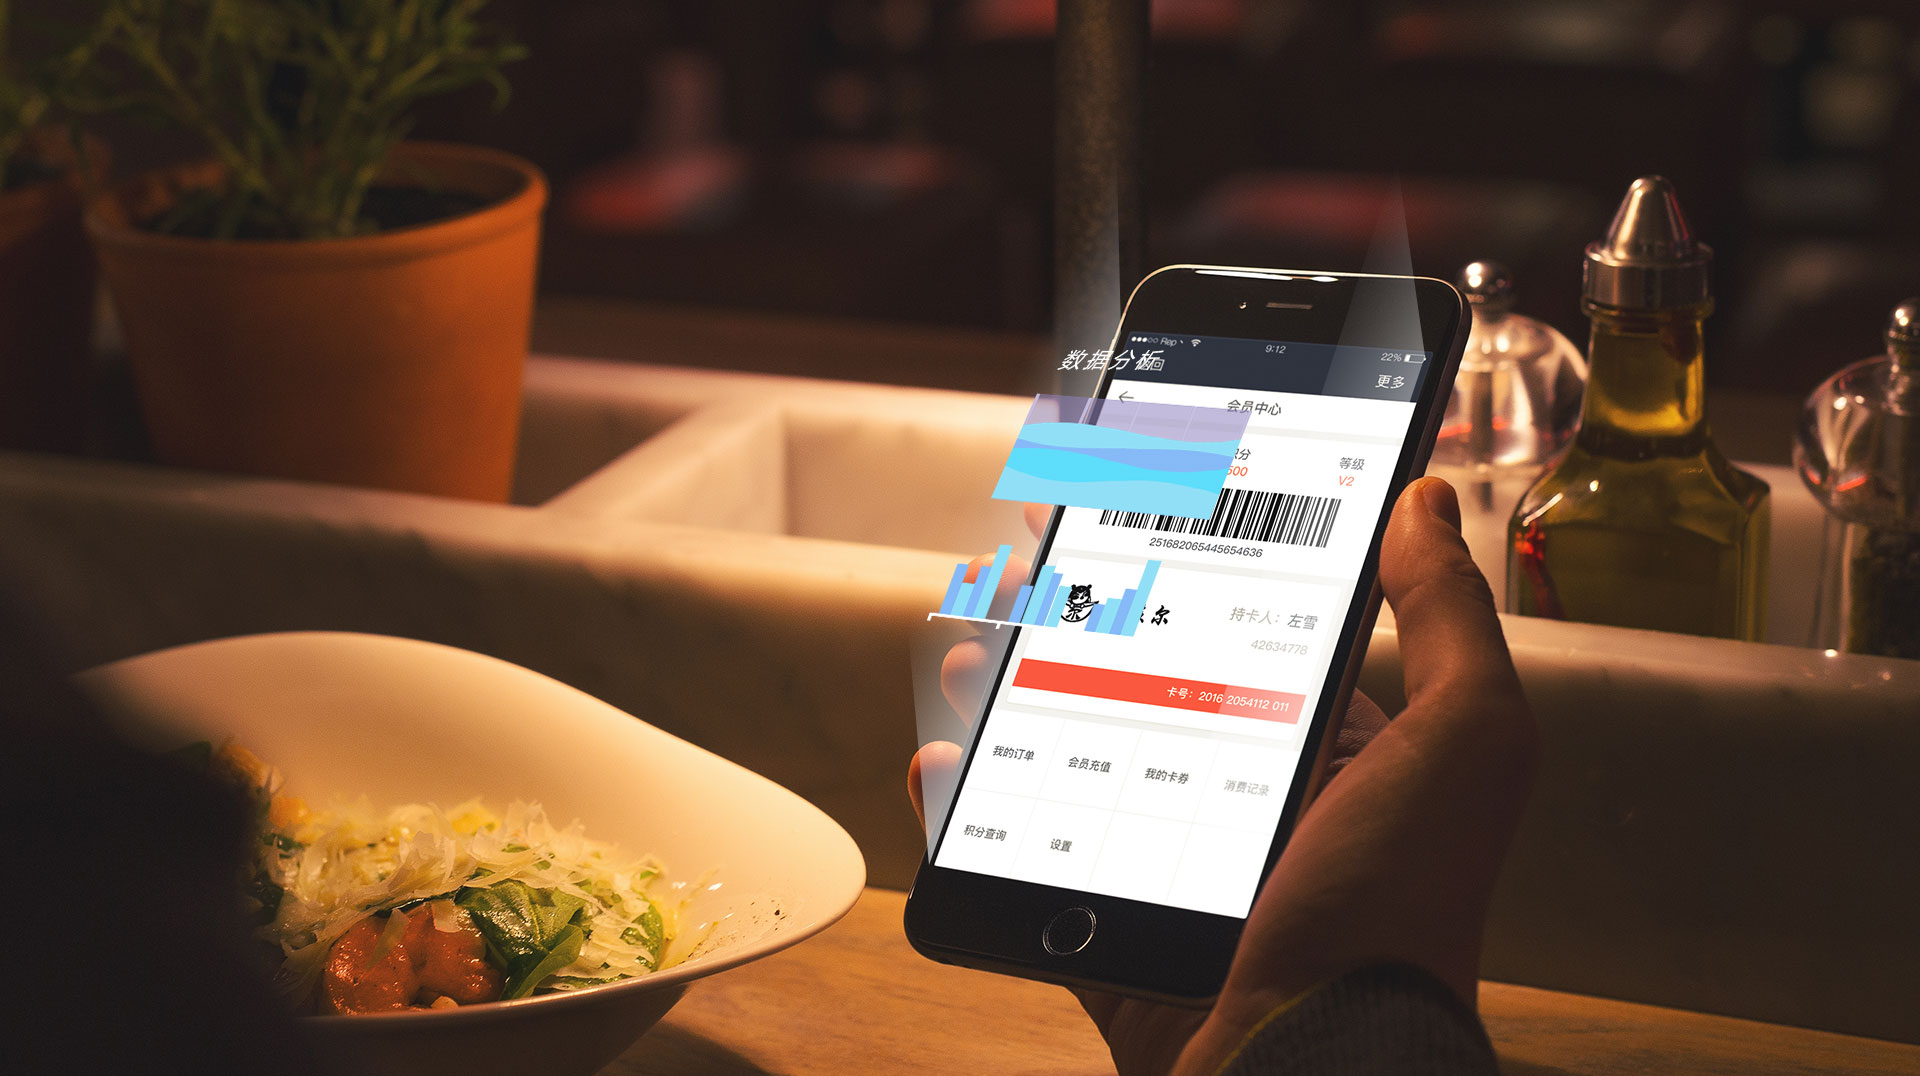 9:12
22%
数据分析
更多
会员中心
积分
等级
V2
251682065445654636
尔
持卡人：左雪
42634778
卡号：2016 2054112 011
我的订单
会员充值
我的卡券
消费记录
积分查询
设置